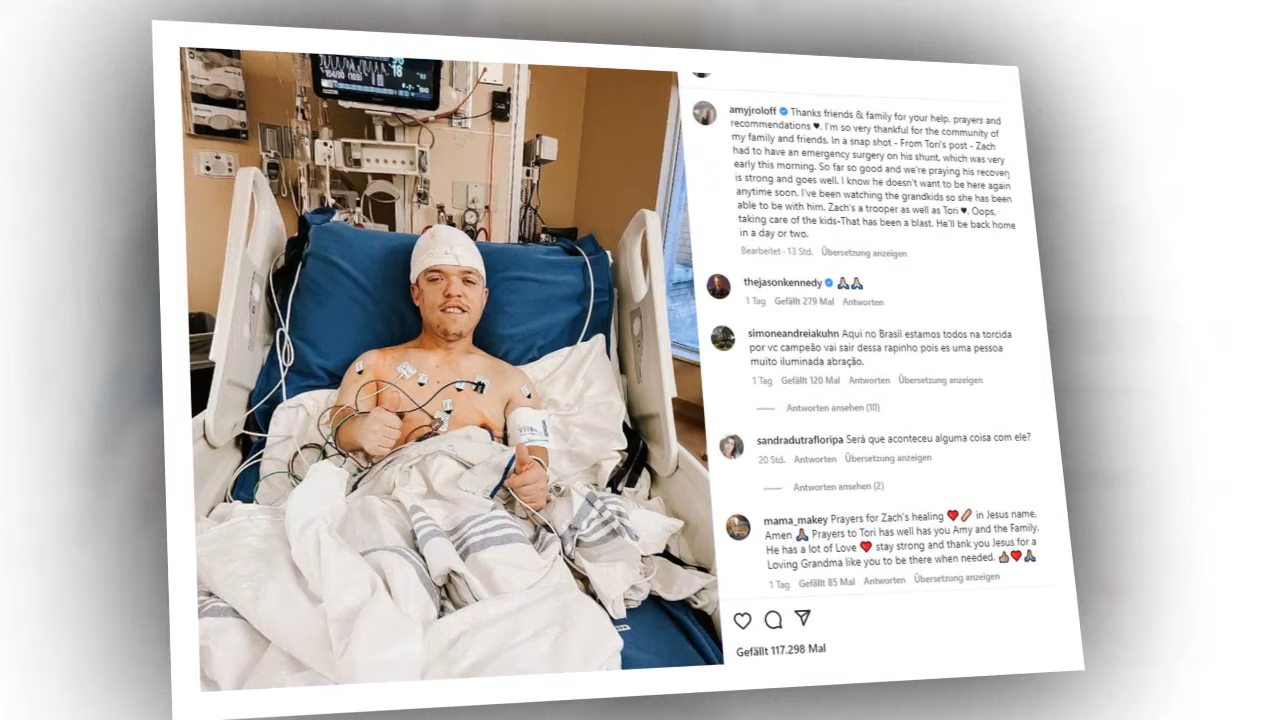 18
104/90 (103)
amyjroloff Thanks friends & family for your help, prayers and
recommendations ♥. I'm so very thankful for the community of
my family and friends. In a snap shot - From Tori's post - Zach
had to have an emergency surgery on his shunt, which was very
early this morning. So far so good and we're praying his recovery
is strong and goes well. I know he doesn't want to be here again
anytime soon. I've been watching the grandkids so she has been
able to be with him. Zach's a trooper as well as Tori ♥. Oops,
taking care of the kids-That has been a blast. He'll be back home
in a day or two.
Bearbeitet · 13 Std. Übersetzung anzeigen
thejasonkennedy 🙏🙏
1 Tag Gefällt 279 Mal Antworten
simoneandreiakuhn Aqui no Brasil estamos todos na torcida
por vc campeão vai sair dessa rapinho pois es uma pessoa
muito iluminada abração.
1 Tag Gefällt 120 Mal Antworten Übersetzung anzeigen
Antworten ansehen (10)
sandradutrafloripa Será que aconteceu alguma coisa com ele?
20 Std. Antworten Übersetzung anzeigen
Antworten ansehen (2)
mama_makey Prayers for Zach's healing ❤️🩹 in Jesus name,
Amen 🙏 Prayers to Tori has well has you Amy and the Family.
He has a lot of Love ❤️ stay strong and thank you Jesus for a
Loving Grandma like you to be there when needed. 👍❤️🙏
1 Tag Gefällt 85 Mal Antworten Übersetzung anzeigen
Gefällt 117.298 Mal